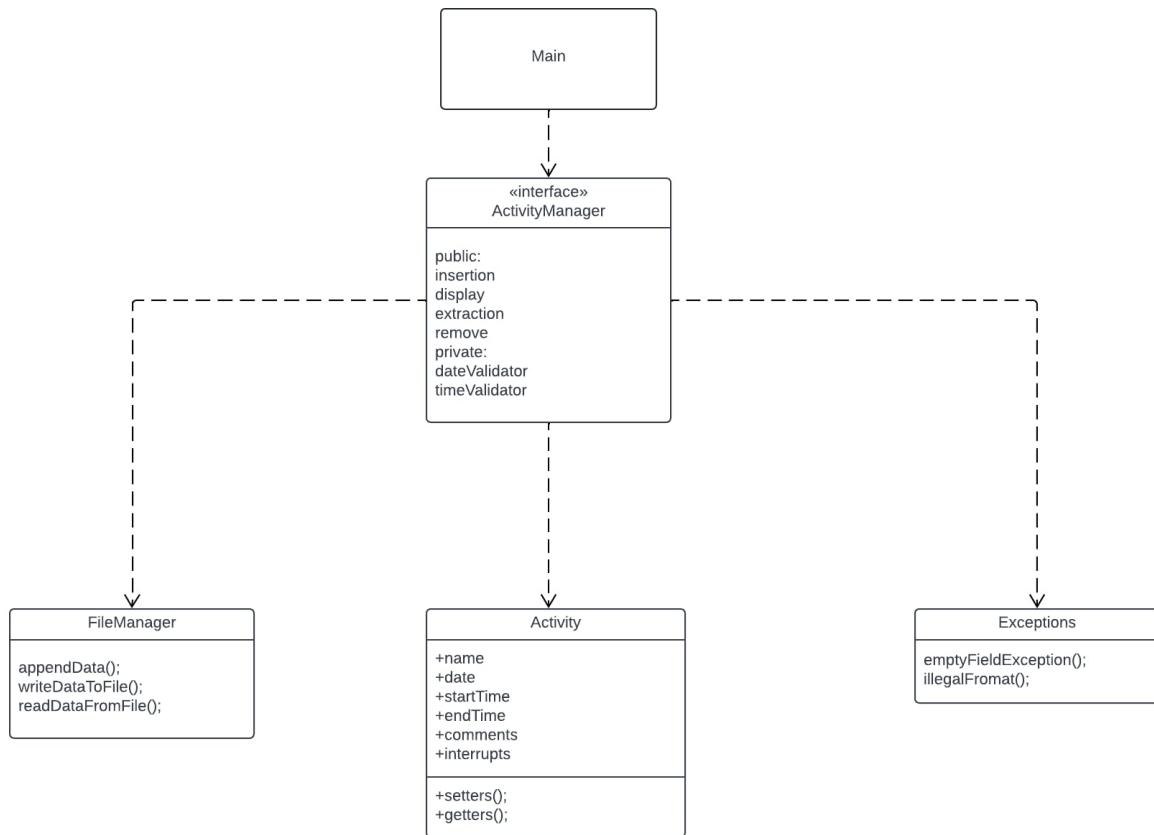 Main
«interface»
ActivityManager
public:
insertion
display
extraction
remove
private:
dateValidator
timeValidator
FileManager
appendData();
writeDataToFile();
readDataFromFile();
Activity
+name
+date
+startTime
+endTime
+comments
+interrupts
+setters();
+getters();
Exceptions
emptyFieldException();
illegalFromat();